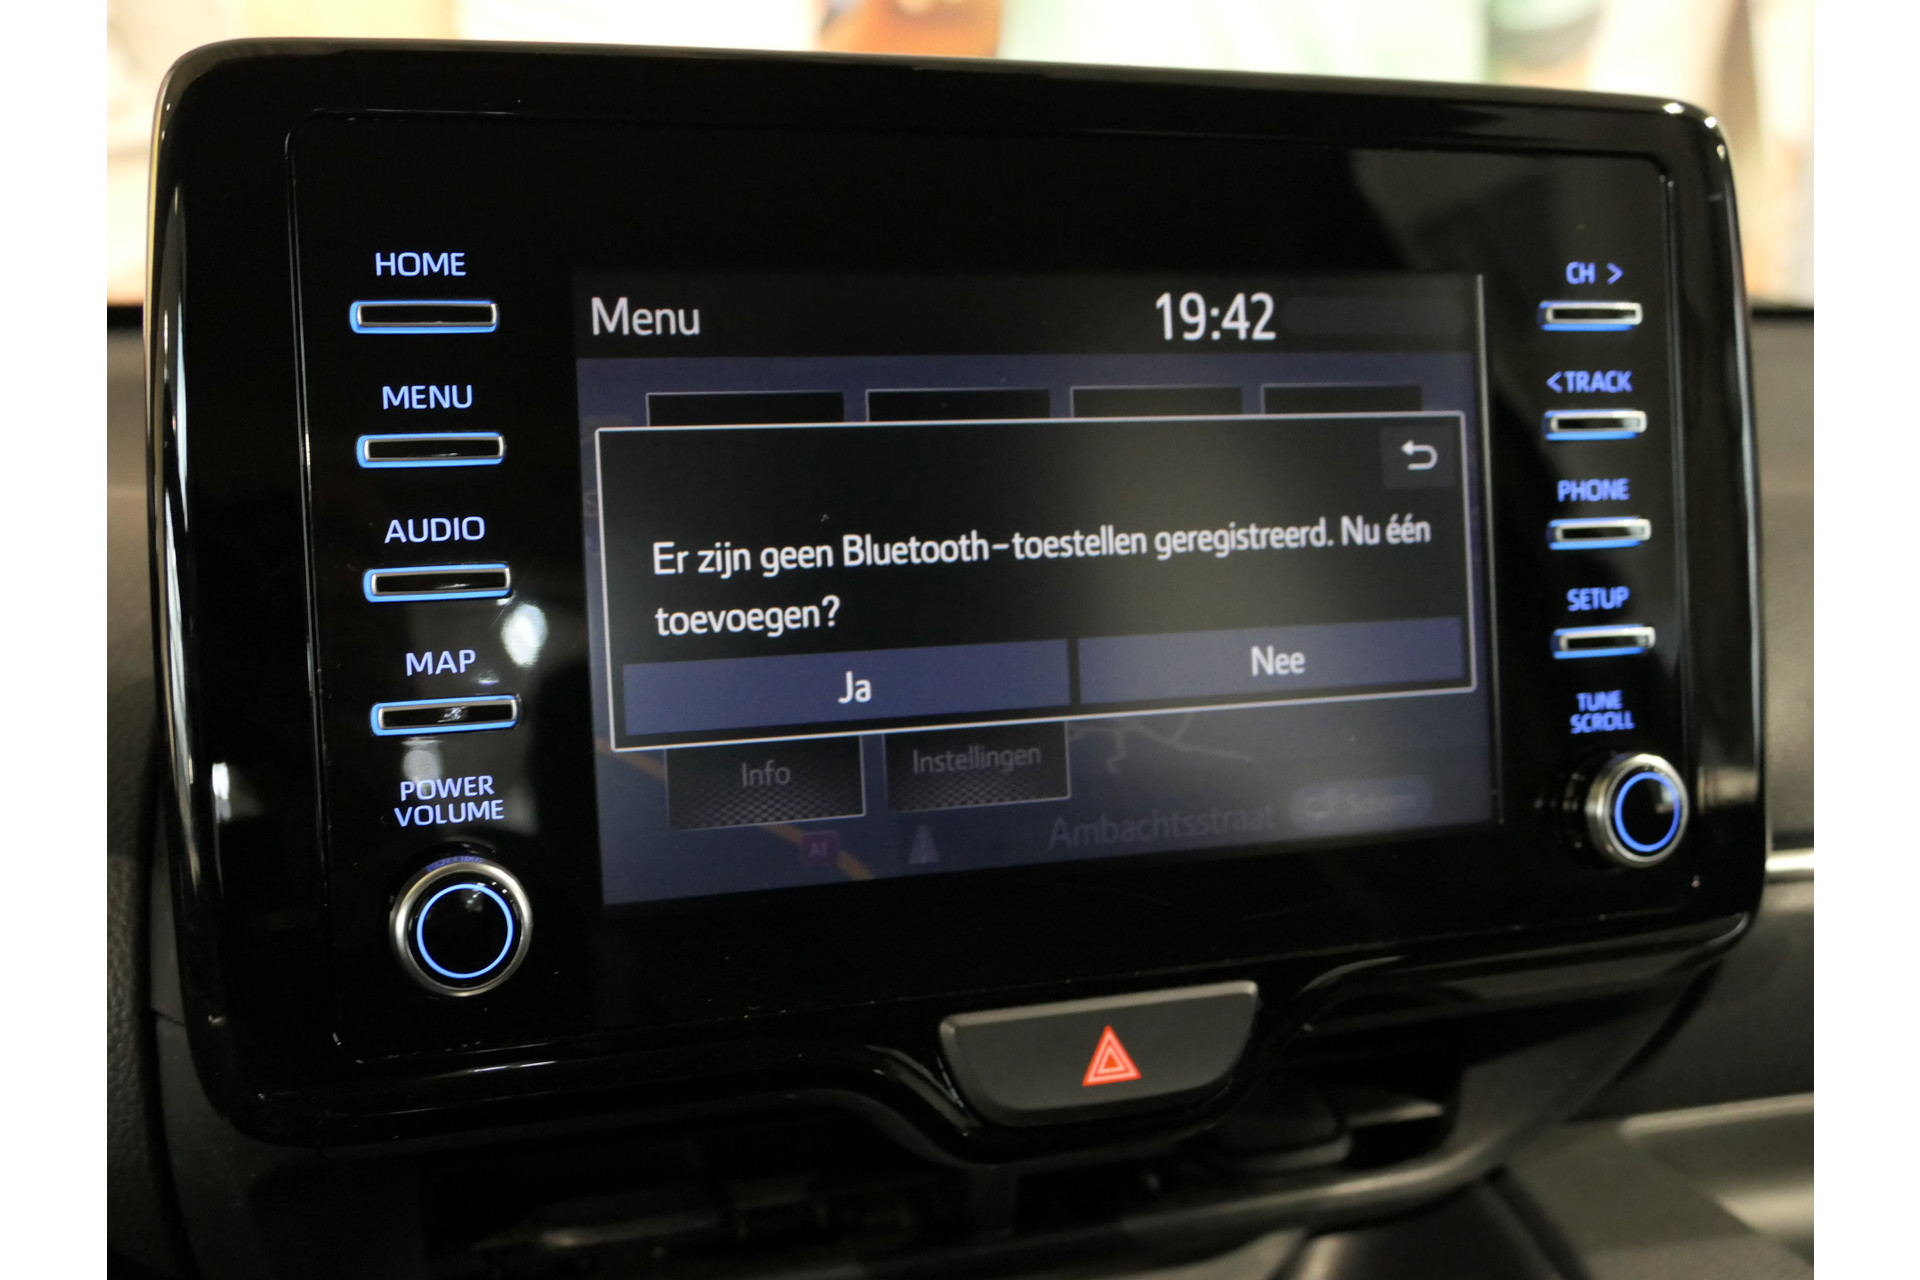 HOME
MENU
AUDIO
MAP
POWER
VOLUME
Menu
19:42
Er zijn geen Bluetooth-toestellen geregistreerd. Nu één
toevoegen?
Ja
Nee
Info
Instellingen
A1
Ambachtsstraat
CH >
< TRACK
PHONE
SETUP
TUNE
SCROLL